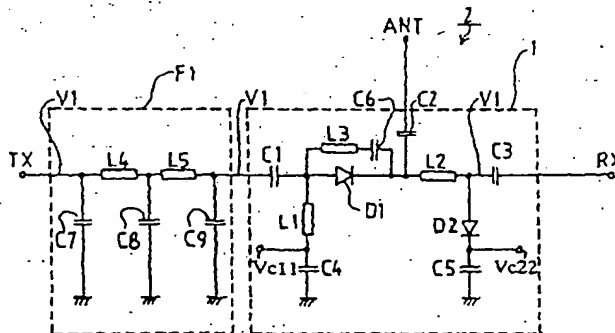 ANT 2
F1 1
V1 C6 C2 V1
TX L4 L5 C1 L3 L2 C3 RX
D1
L1 D2
C7 C8 C9
Vc11 C4 C5 Vc22